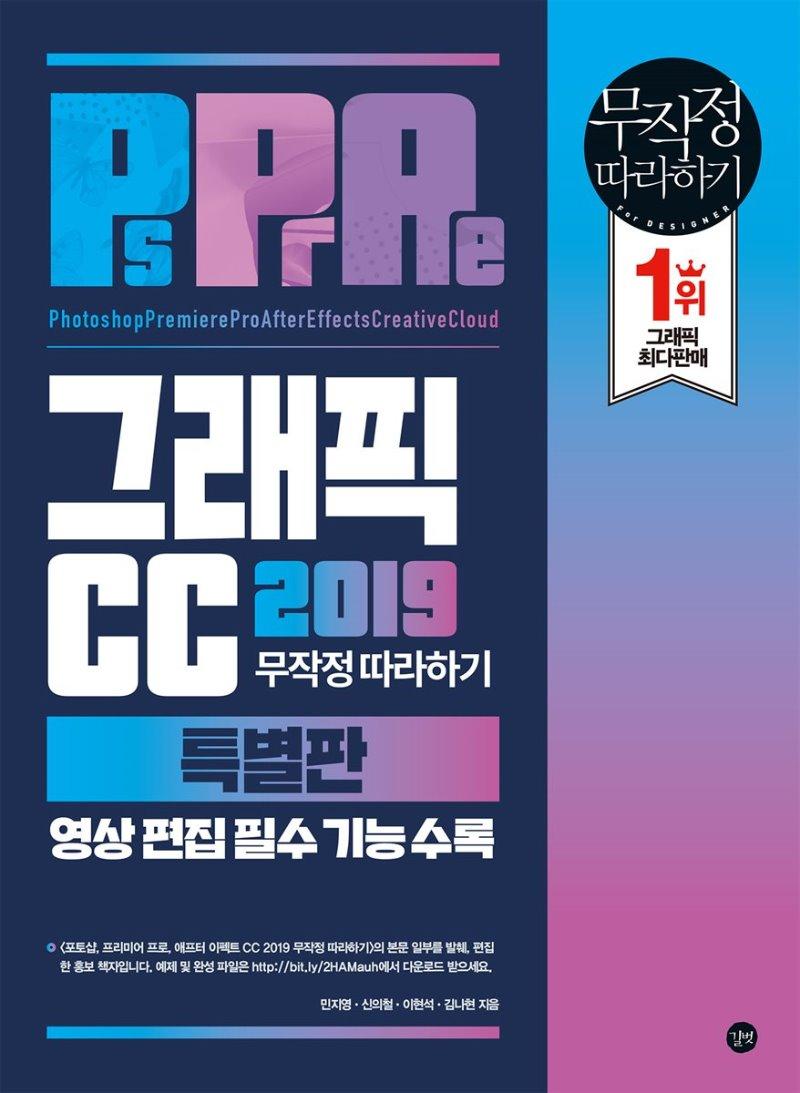 무작정
따라하기
For DESIGNER
1위
그래픽
최다판매
Ps Pr Ae
PhotoshopPremiereProAfterEffectsCreativeCloud
그래픽
CC 2019
무작정 따라하기
특별판
영상 편집 필수 기능 수록
〈포토샵, 프리미어 프로, 애프터 이펙트 CC 2019 무작정 따라하기〉의 본문 일부를 발췌, 편집
한 홍보 책자입니다. 예제 및 완성 파일은 http://bit.ly/2HAMauh에서 다운로드 받으세요.
민지영 · 신의철 · 이현석 · 김나현 지음
길벗